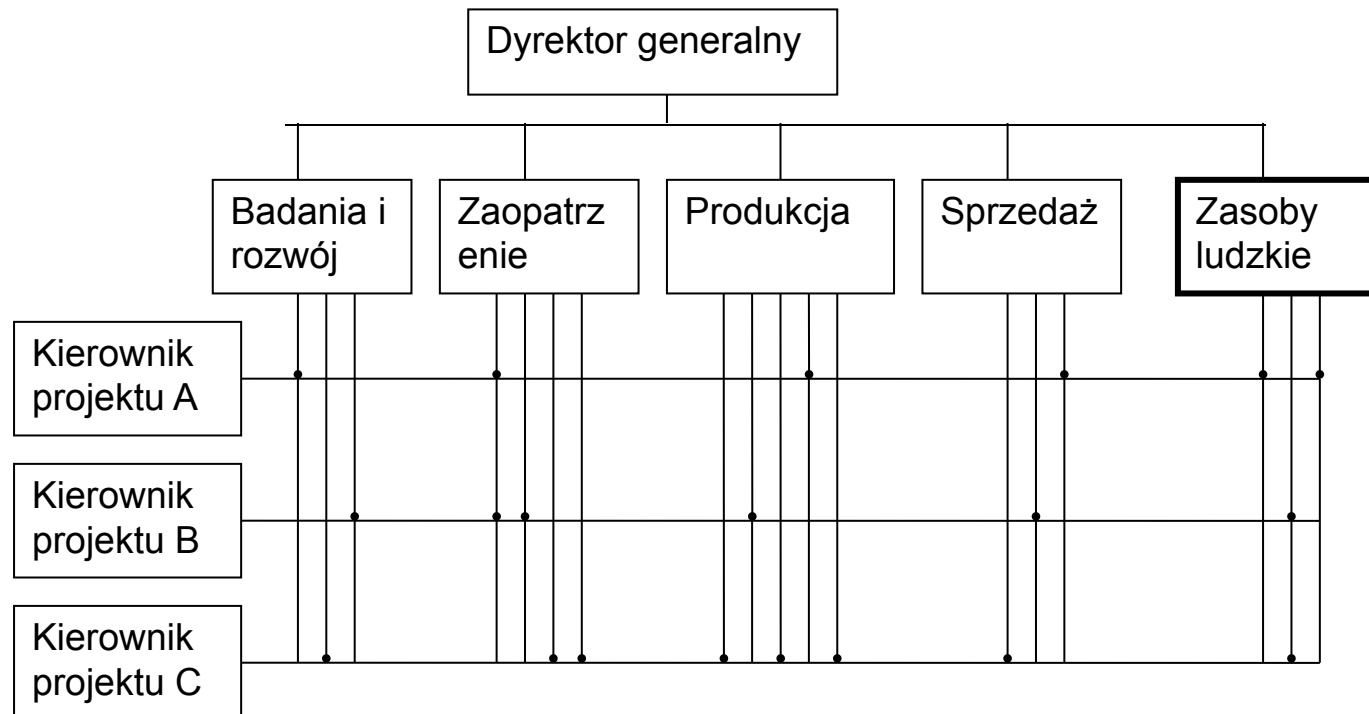 Dyrektor generalny
Badania i
rozwój
Zaopatrz
enie
Produkcja
Sprzedaż
Zasoby
ludzkie
Kierownik
projektu A
Kierownik
projektu B
Kierownik
projektu C